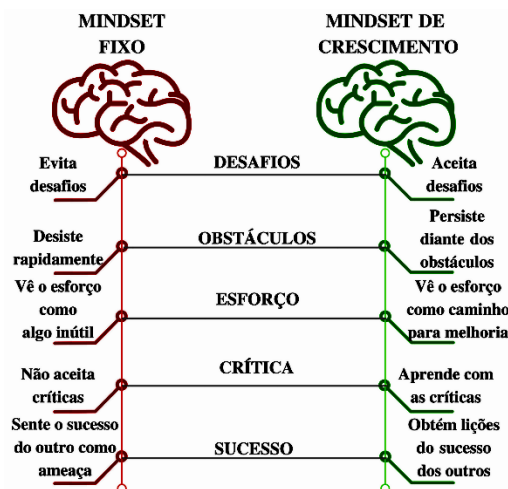 MINDSET
FIXO
MINDSET DE
CRESCIMENTO
Evita
desafios
DESAFIOS
Aceita
desafios
Desiste
rapidamente
OBSTÁCULOS
Persiste
diante dos
obstáculos
Vê o esforço
como
algo inútil
ESFORÇO
Vê o esforço
como caminho
para melhoria
Não aceita
críticas
CRÍTICA
Aprende com
as críticas
Sente o sucesso
do outro como
ameaça
SUCESSO
Obtém lições
do sucesso
dos outros